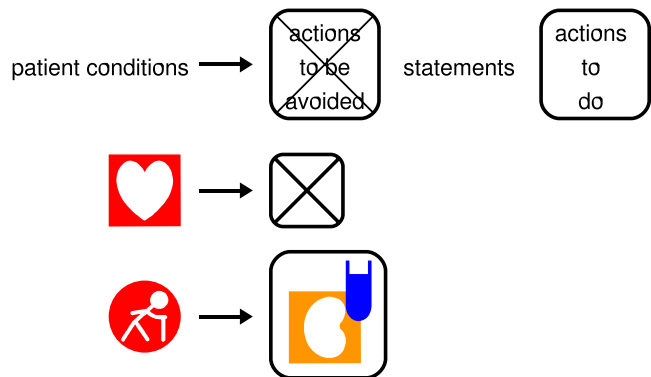 patient conditions
actions
to be
avoided
statements
actions
to
do